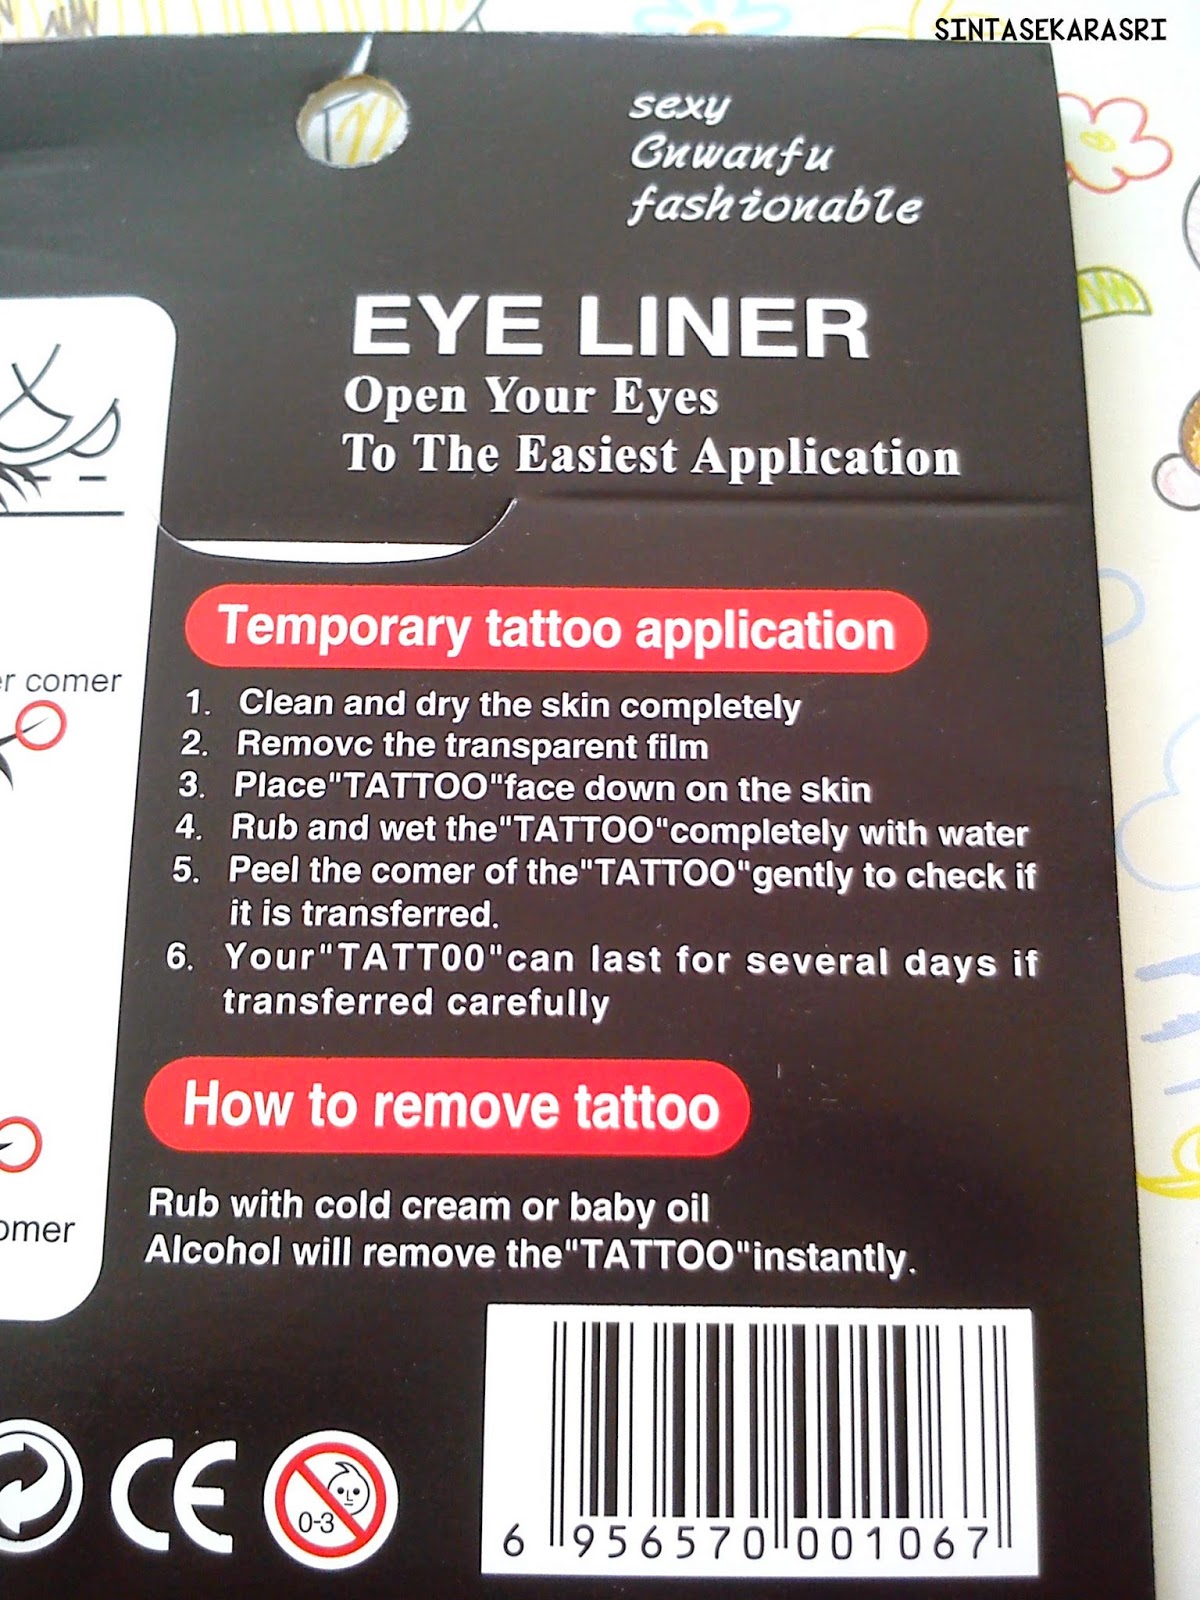 SINTASEKARASRI
sexy
Cnwanfu
fashionable
EYE LINER
Open Your Eyes
To The Easiest Application
Temporary tattoo application
1. Clean and dry the skin completely
2. Removc the transparent film
3. Place"TATTOO"face down on the skin
4. Rub and wet the"TATTOO"completely with water
5. Peel the comer of the"TATTOO"gently to check if
it is transferred.
6. Your"TATT00"can last for several days if
transferred carefully
comer
How to remove tattoo
Rub with cold cream or baby oil
Alcohol will remove the"TATTOO"instantly.
CE
0-3
6 956570 001067